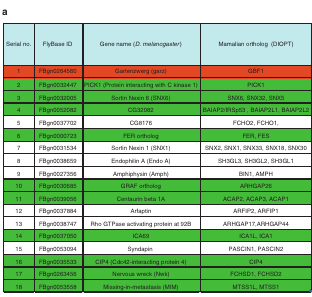 a
Serial no. FlyBase ID Gene name (D. melanogaster) Mamalian ortholog (DIOPT)
1 FBgn0264560 Gartenzwerg (garz) GBF1
2 FBgn0032447 PICK1 (Protein interacting with C kinase 1) PICK1
3 FBgn0032005 Sortin Nexin 6 (SNX6) SNX6, SNX32, SNX5
4 FBgn0052082 CG32082 BAIAP2/IRSp53, BAIAP2L1, BAIAP2L2
5 FBgn0037702 CG8176 FCHO2, FCHO1,
6 FBgn0000723 FER ortholog FER, FES
7 FBgn0031534 Sortin Nexin 1 (SNX1) SNX2, SNX1, SNX33, SNX18, SNX30
8 FBgn0038659 Endophilin A (Endo A) SH3GL3, SH3GL2, SH3GL1
9 FBgn0027356 Amphiphysin (Amph) BIN1, AMPH
10 FBgn0030685 GRAF ortholog ARHGAP26
11 FBgn0039056 Centaurin beta 1A ACAP2, ACAP3, ACAP1
12 FBgn0037884 Arfaptin ARFIP2, ARFIP1
13 FBgn0038747 Rho GTPase activating protein at 92B ARHGAP17, ARHGAP44
14 FBgn0037050 ICA69 ICA1L, ICA1
15 FBgn0053094 Syndapin PASCIN1, PASCIN2
16 FBgn0035533 CIP4 (Cdc42-interacting protein 4) CIP4
17 FBgn0263456 Nervous wreck (Nwk) FCHSD1, FCHSD2
18 FBgn0053558 Missing-in-metastasis (MIM) MTSS1L, MTSS1